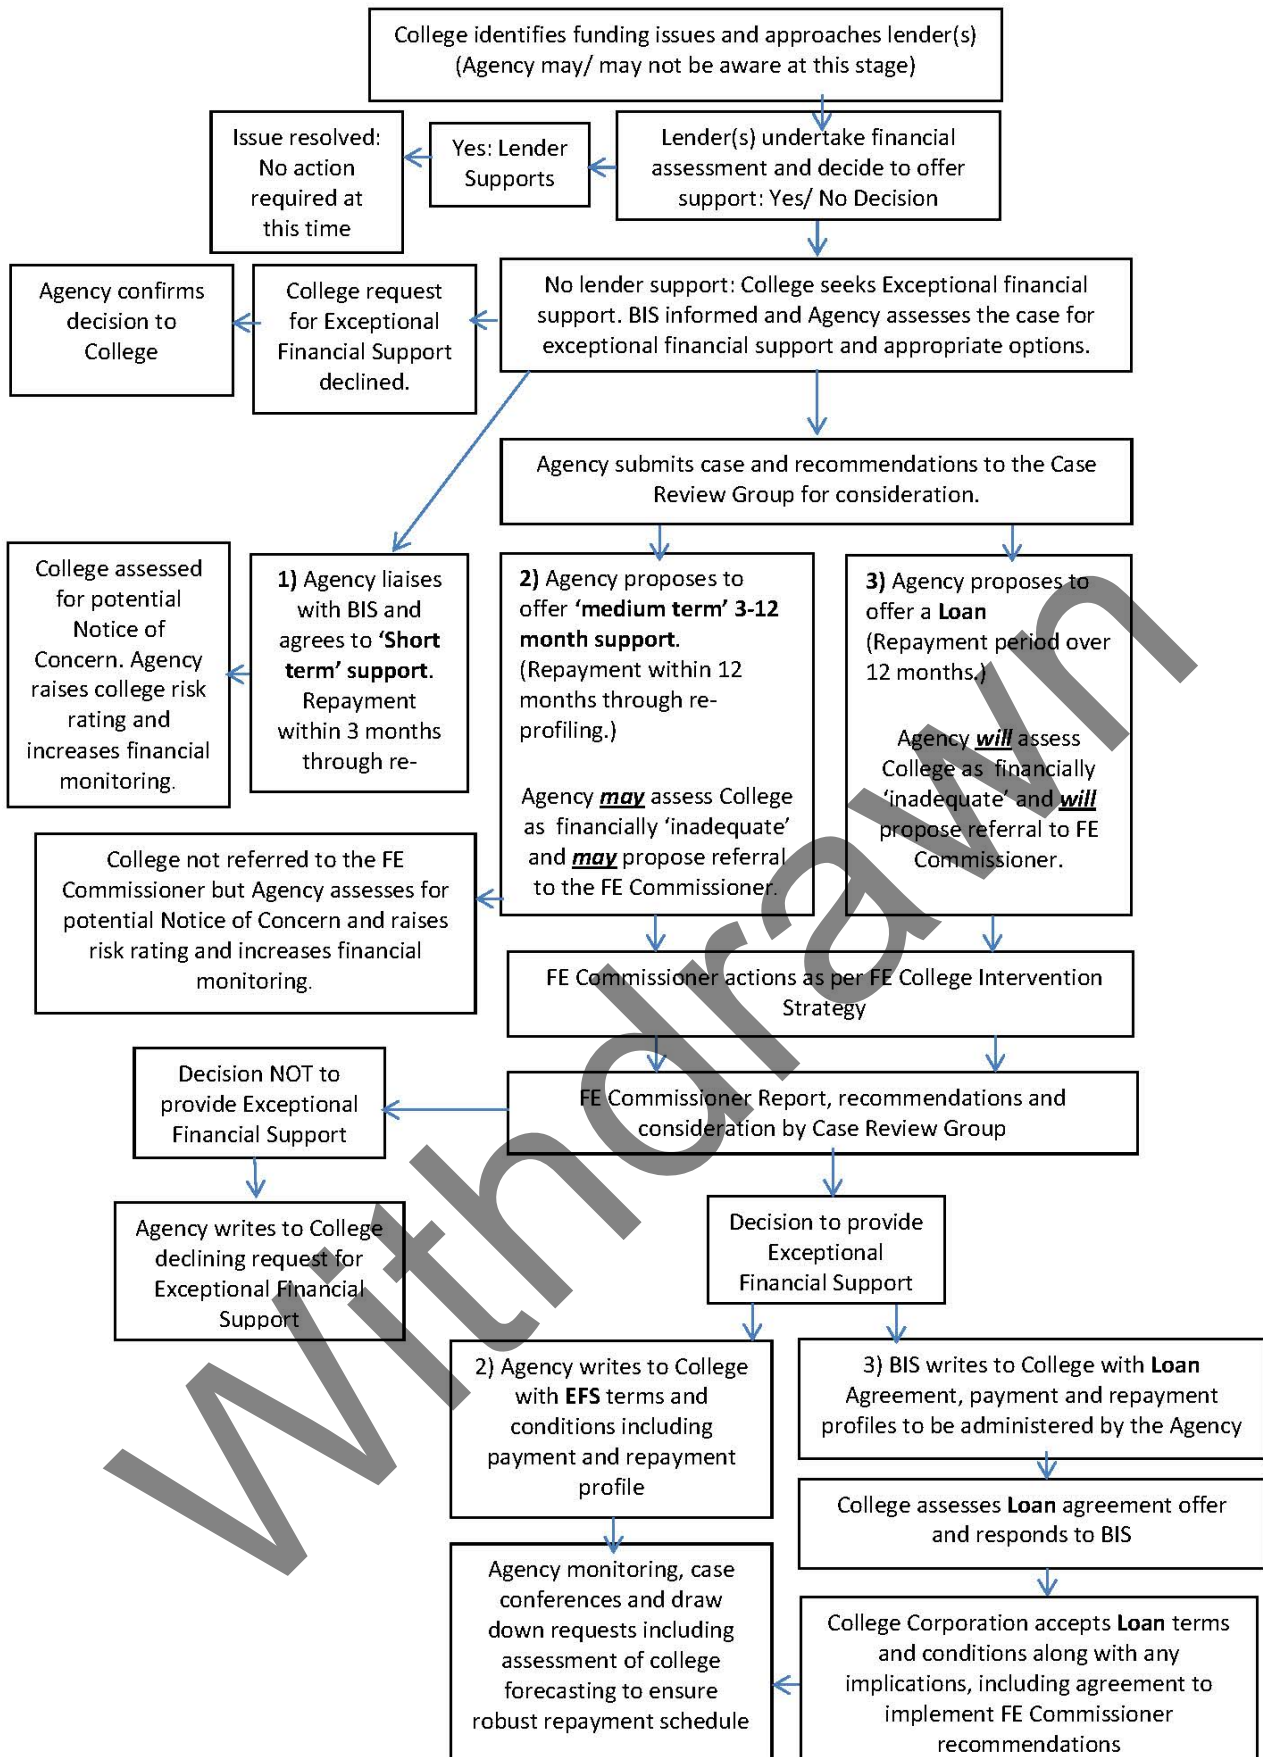 College identifies funding issues and approaches lender(s)
(Agency may/ may not be aware at this stage)
Issue resolved:
No action
required at
this time
Yes: Lender
Supports
Lender(s) undertake financial
assessment and decide to offer
support: Yes/ No Decision
Agency confirms
decision to
College
College request
for Exceptional
Financial Support
declined.
No lender support: College seeks Exceptional financial
support. BIS informed and Agency assesses the case for
exceptional financial support and appropriate options.
Agency submits case and recommendations to the Case
Review Group for consideration.
College assessed
for potential
Notice of
Concern. Agency
raises college risk
rating and
increases financial
monitoring.
1) Agency liaises
with BIS and
agrees to ‘Short
term’ support.
Repayment
within 3 months
through re-
2) Agency proposes to
offer ‘medium term’ 3-12
month support.
(Repayment within 12
months through re-
profiling.)
Agency may assess College
as financially ‘inadequate’
and may propose referral
to the FE Commissioner.
3) Agency proposes to
offer a Loan
(Repayment period over
12 months.)
Agency will assess
College as financially
‘inadequate’ and will
propose referral to FE
Commissioner.
College not referred to the FE
Commissioner but Agency assesses for
potential Notice of Concern and raises
risk rating and increases financial
monitoring.
FE Commissioner actions as per FE College Intervention
Strategy
Decision NOT to
provide Exceptional
Financial Support
FE Commissioner Report, recommendations and
consideration by Case Review Group
Agency writes to College
declining request for
Exceptional Financial
Support
Decision to provide
Exceptional
Financial Support
2) Agency writes to College
with EFS terms and
conditions including
payment and repayment
profile
3) BIS writes to College with Loan
Agreement, payment and repayment
profiles to be administered by the Agency
College assesses Loan agreement offer
and responds to BIS
Agency monitoring, case
conferences and draw
down requests including
assessment of college
forecasting to ensure
robust repayment schedule
College Corporation accepts Loan terms
and conditions along with any
implications, including agreement to
implement FE Commissioner
recommendations
Withdrawn